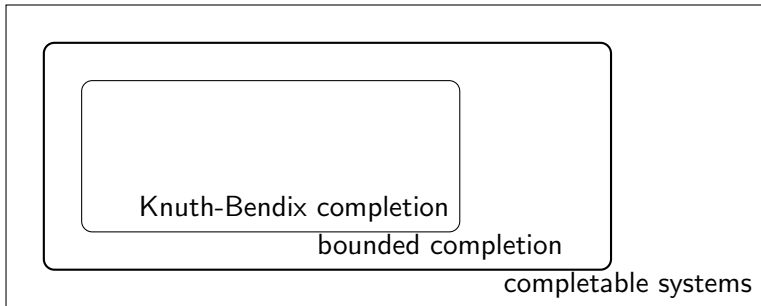 Knuth-Bendix completion
bounded completion
completable systems